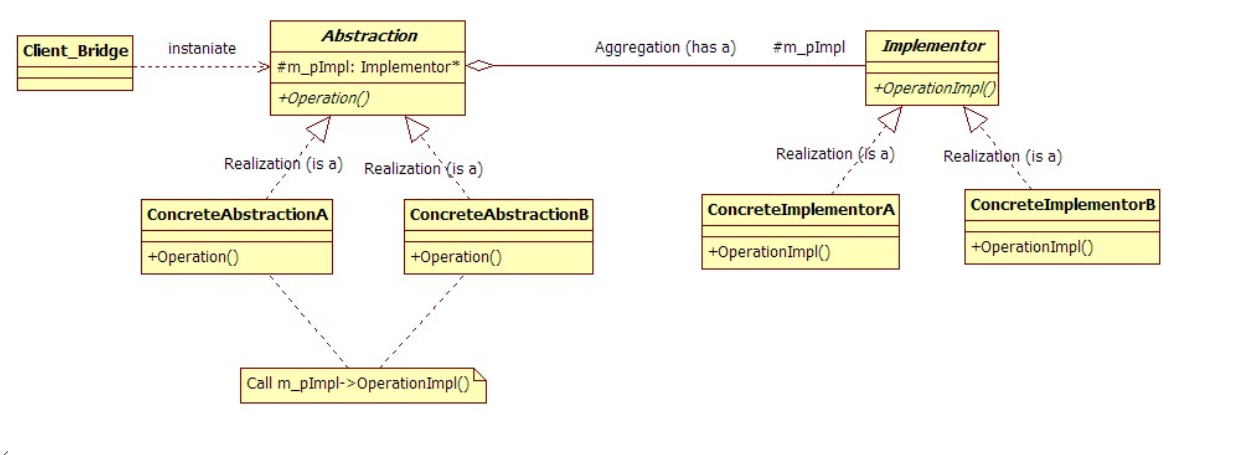 Client_Bridge
instaniate
Abstraction
#m_pImpl: Implementor*
+Operation()
Aggregation (has a)
#m_pImpl
Implementor
+OperationImpl()
Realization (is a)
Realization (is a)
Realization (is a)
Realization (is a)
ConcreteAbstractionA
+Operation()
ConcreteAbstractionB
+Operation()
ConcreteImplementorA
+OperationImpl()
ConcreteImplementorB
+OperationImpl()
Call m_pImpl->OperationImpl()